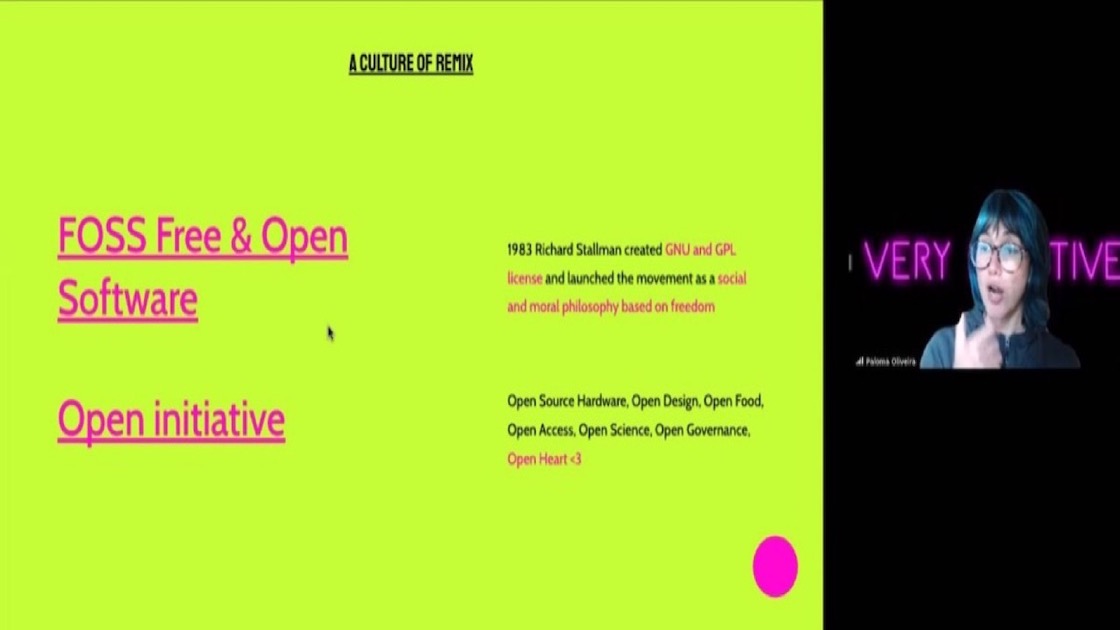 A CULTURE OF REMIX
FOSS Free & Open
Software
1983 Richard Stallman created GNU and GPL
license and launched the movement as a social
and moral philosophy based on freedom
Open initiative
Open Source Hardware, Open Design, Open Food,
Open Access, Open Science, Open Governance,
Open Heart <3
VERY TIVE
Paloma Oliveira